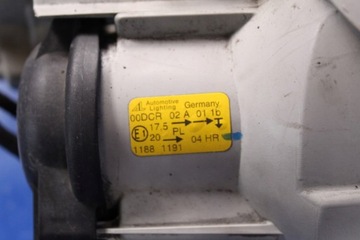 Automotive Lighting Germany
00DCR 02 A 01 1b
E1 17.5
20 PL 04 HR
1188 1191